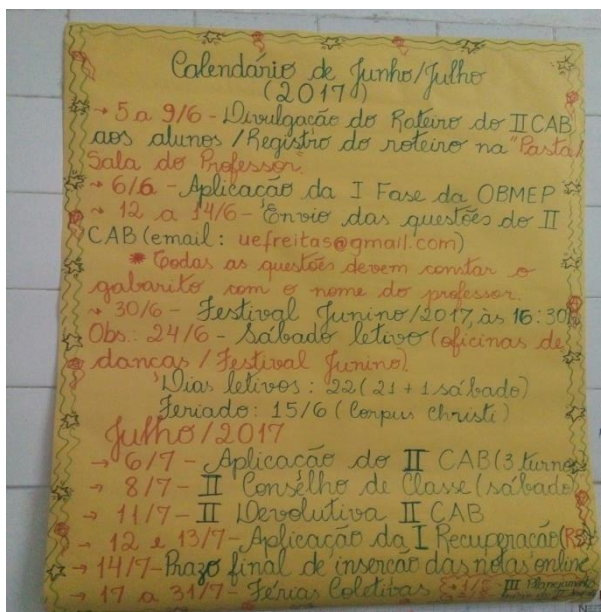 Calendário de Junho/Julho
(2017)
→ 5 a 9/6 - Divulgação do Roteiro do II CAB
aos alunos / Registro do roteiro na "Pasta/
Sala do Professor".
→ 6/6 - Aplicação da I Fase da OBMEP
→ 12 a 14/6 - Envio das questões do II
CAB (email: uefreitas@gmail.com)
* Todas as questões devem constar o
gabarito com o nome do professor.
→ 30/6 - Festival Junino/2017, às 16:30
Obs.: 24/6 - Sábado letivo (oficinas de
danças / Festival Junino)
Dias letivos: 22 (21 + 1 sábado)
Feriado: 15/6 (Corpus Christi)
Julho/2017
→ 6/7 - Aplicação do II CAB (3 turnos
→ 8/7 - II Conselho de Classe (sábado)
→ 11/7 - II Devolutiva II CAB
→ 12 e 13/7 - Aplicação da I Recuperação
→ 14/7 - Prazo final de inserção das notas online
→ 17 a 31/7 - Férias Coletivas
III